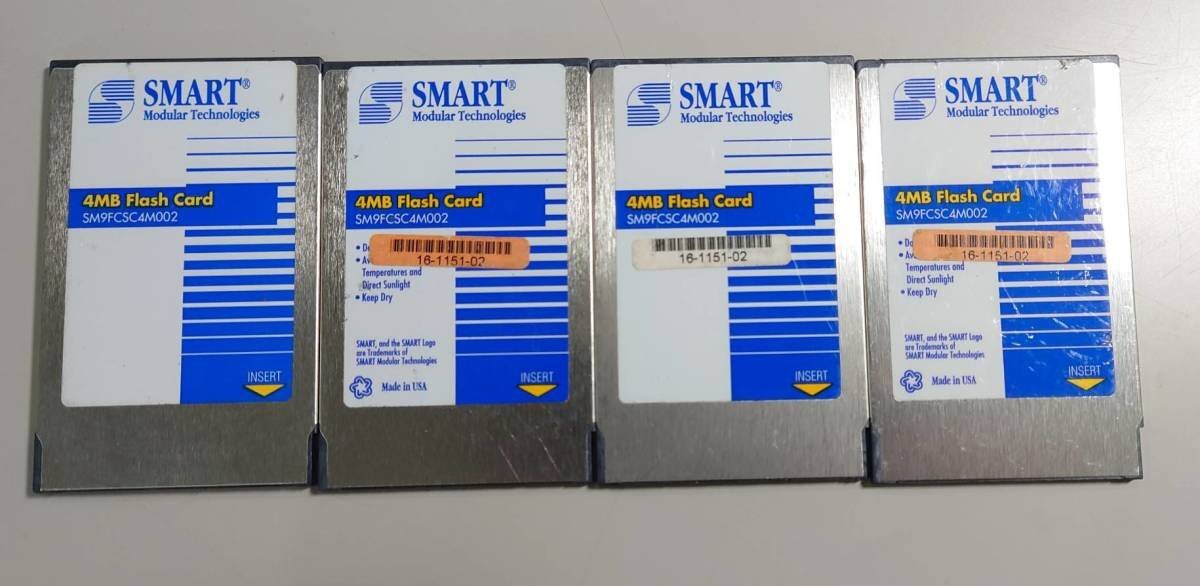 SMART®
Modular Technologies
4MB Flash Card
SM9FCSC4M002
INSERT
SMART®
Modular Technologies
4MB Flash Card
SM9FCSC4M002
16-1151-02
Temperatures and
Direct Sunlight
• Keep Dry
SMART, and the SMART Logo
are Trademarks of
SMART Modular Technologies
Made in USA
INSERT
SMART®
Modular Technologies
4MB Flash Card
SM9FCSC4M002
16-1151-02
INSERT
SMART®
Modular Technologies
4MB Flash Card
SM9FCSC4M002
16-1151-02
Temperatures and
Direct Sunlight
• Keep Dry
SMART, and the SMART Logo
are Trademarks of
SMART Modular Technologies
Made in USA
INSERT